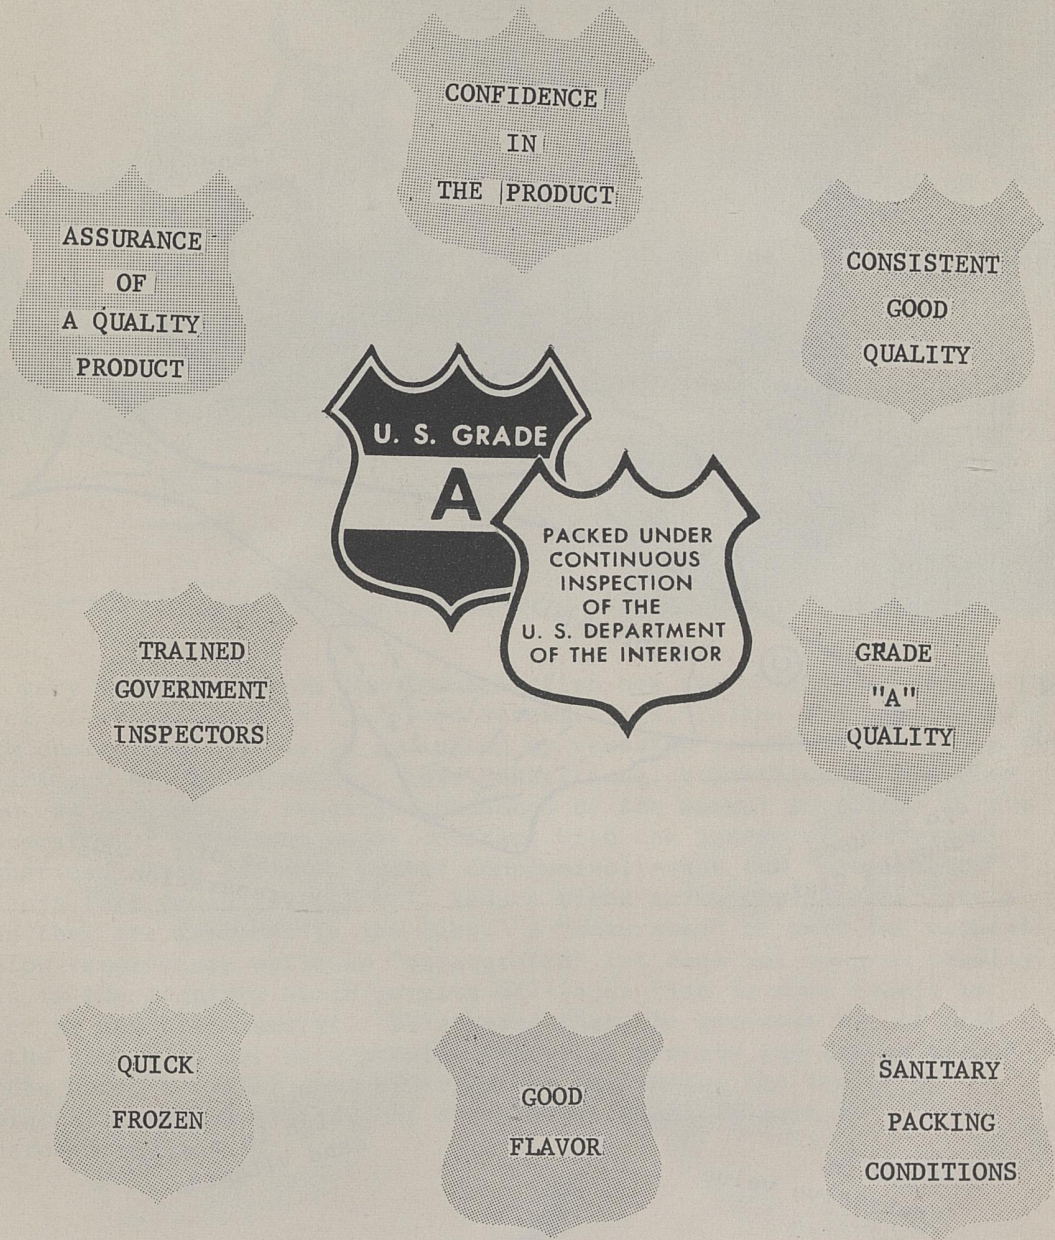 CONFIDENCE
IN
THE PRODUCT
ASSURANCE
OF
A QUALITY
PRODUCT
CONSISTENT
GOOD
QUALITY
U. S. GRADE
A
PACKED UNDER
CONTINUOUS
INSPECTION
OF THE
U. S. DEPARTMENT
OF THE INTERIOR
TRAINED
GOVERNMENT
INSPECTORS
GRADE
"A"
QUALITY
QUICK
FROZEN
GOOD
FLAVOR
SANITARY
PACKING
CONDITIONS